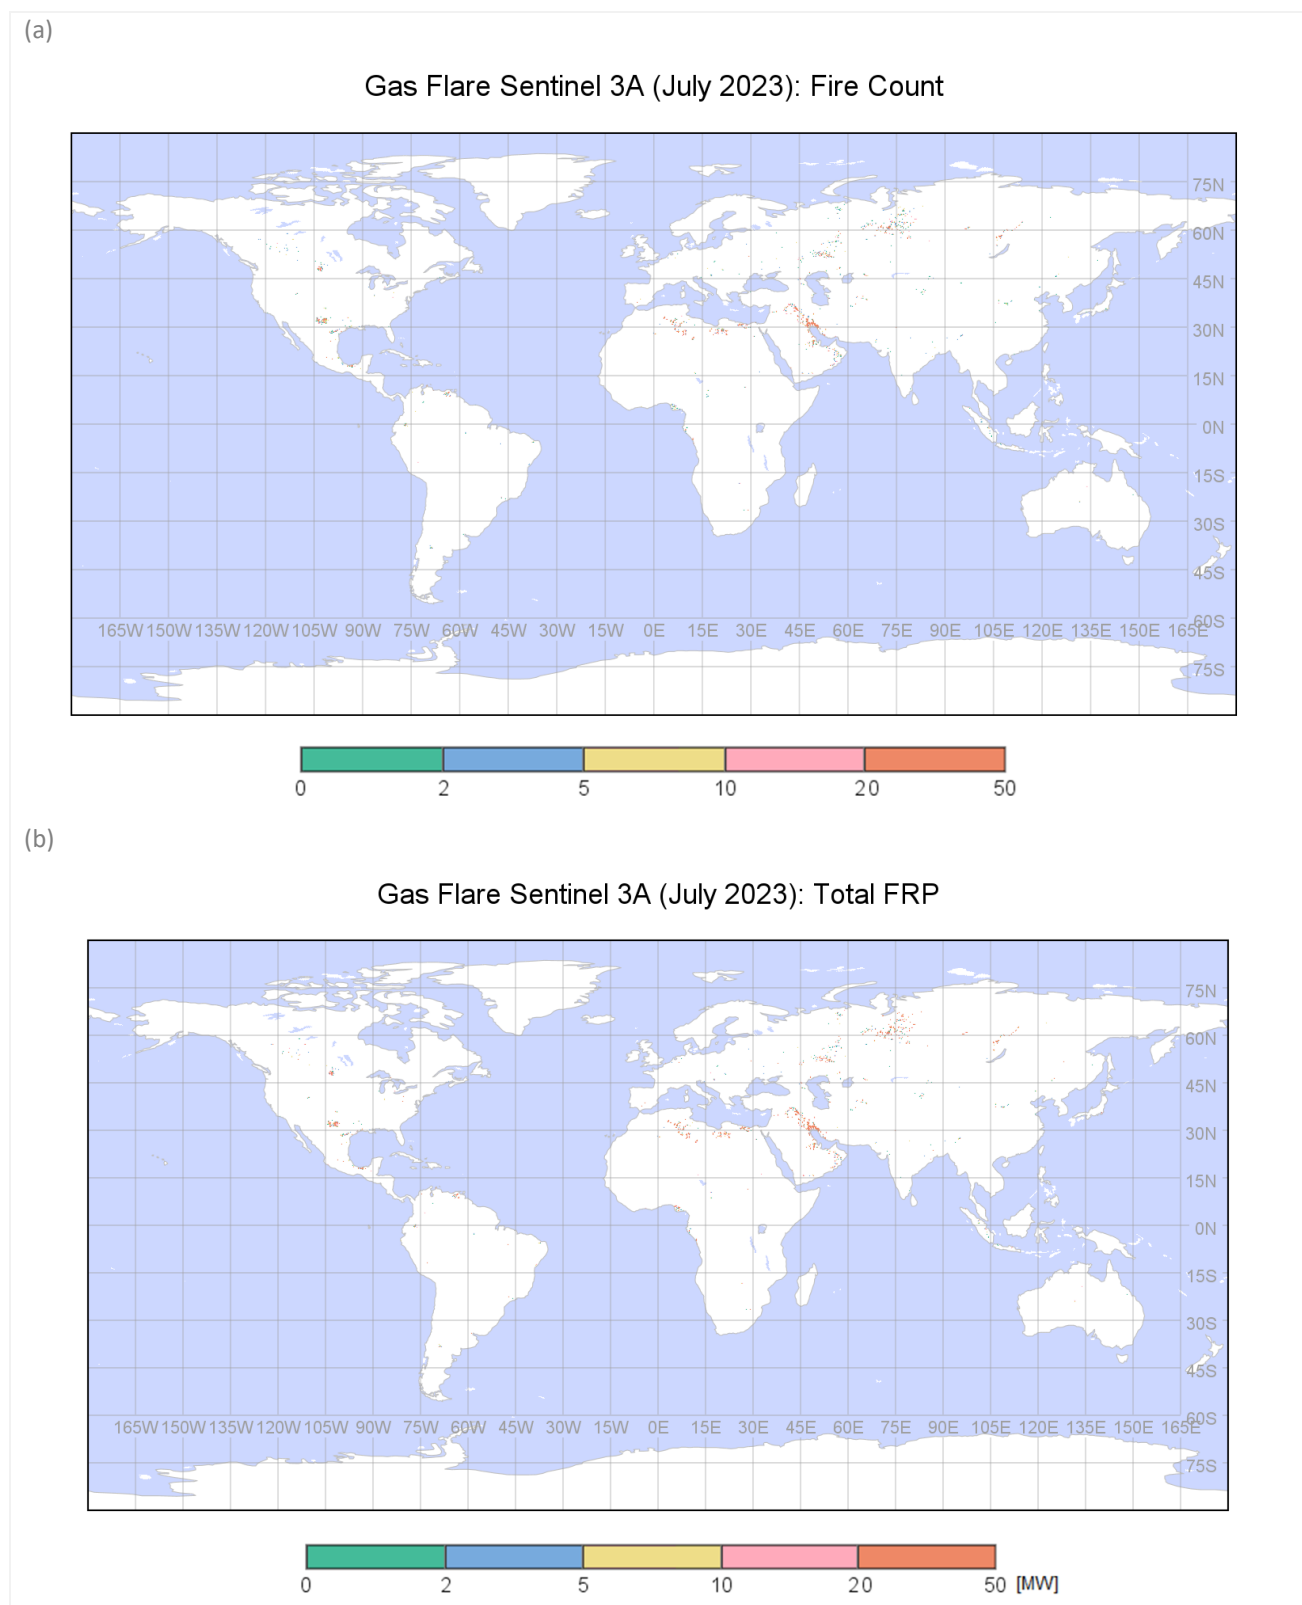 (a)
Gas Flare Sentinel 3A (July 2023): Fire Count
75N
60N
45N
30N
15N
0N
15S
30S
45S
60S
165W 150W 135W 120W 105W 90W 75W 60W 45W 30W 15W 0E 15E 30E 45E 60E 75E 90E 105E 120E 135E 150E 165E
75S
0 2 5 10 20 50
(b)
Gas Flare Sentinel 3A (July 2023): Total FRP
75N
60N
45N
30N
15N
0N
15S
30S
45S
60S
165W 150W 135W 120W 105W 90W 75W 60W 45W 30W 15W 0E 15E 30E 45E 60E 75E 90E 105E 120E 135E 150E 165E
75S
0 2 5 10 20 50 [MW]